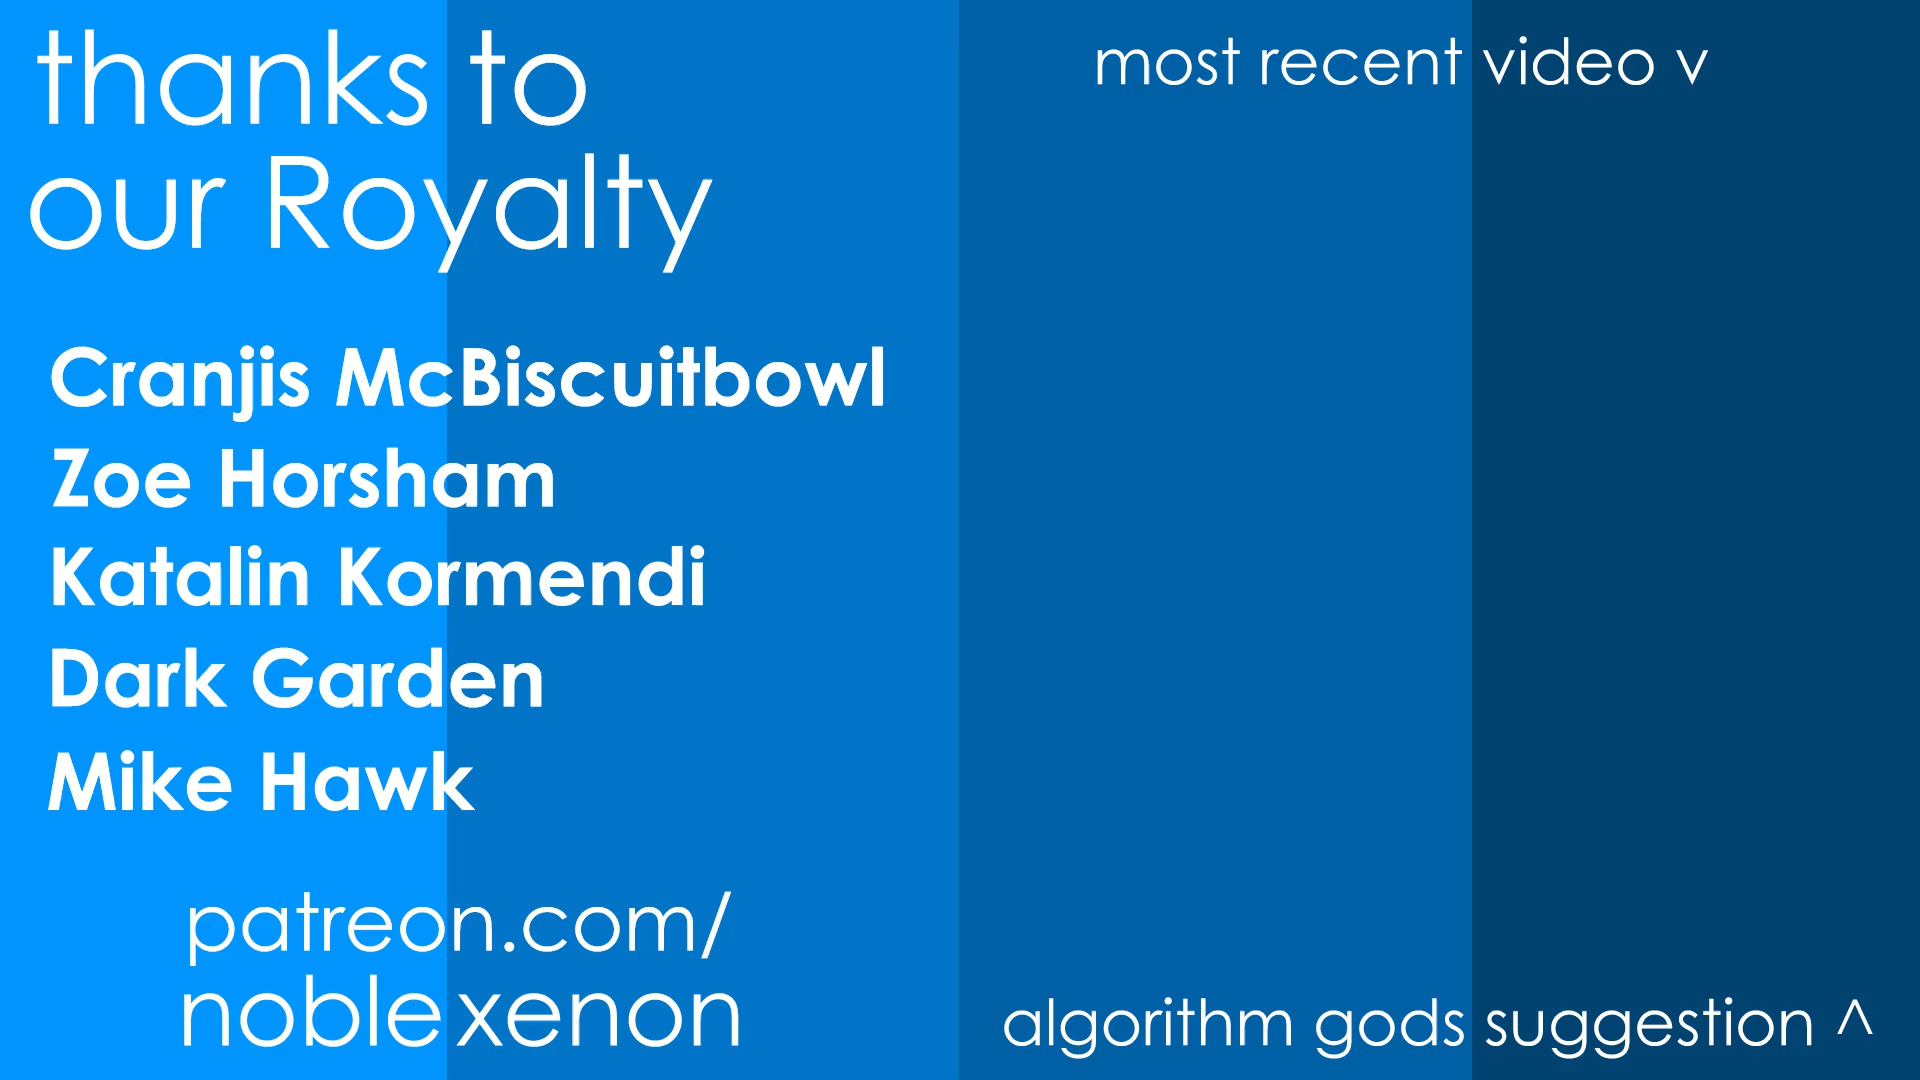 thanks to
our Royalty
Cranjis McBiscuitbowl
Zoe Horsham
Katalin Kormendi
Dark Garden
Mike Hawk
patreon.com/
noblexenon
most recent video v
algorithm gods suggestion ^